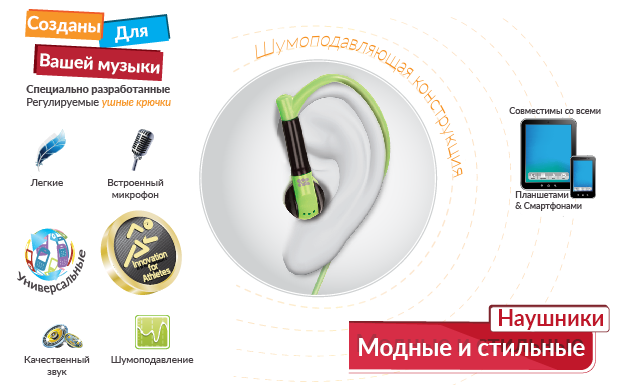 Созданы
Для
Вашей музыки
Специально разработанные
Регулируемые ушные крючки
Шумоподавляющая конструкция
Легкие
Встроенный
микрофон
Универсальные
Innovation
for
Athletes
Качественный
звук
Шумоподавление
Совместимы со всеми
Планшетами
& Смартфонами
Наушники
Модные и стильные